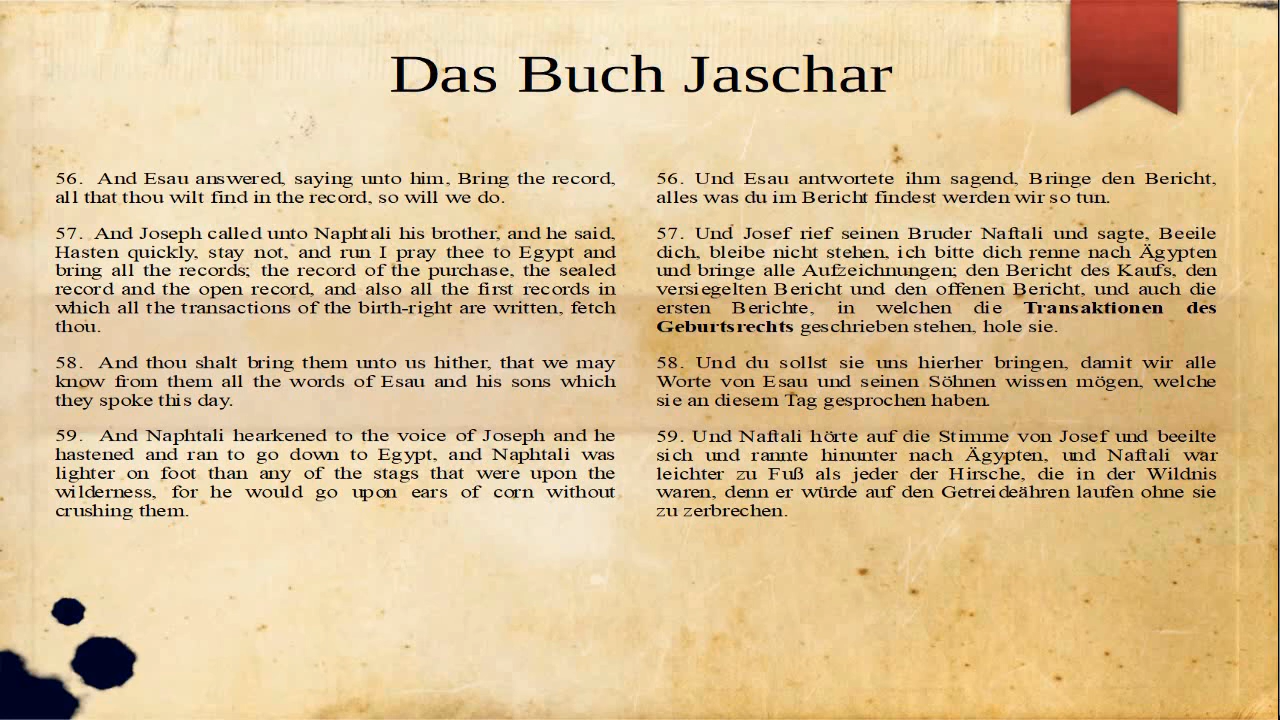 Das Buch Jaschar
56. And Esau answered, saying unto him, Bring the record,
all that thou wilt find in the record, so will we do.
57. And Joseph called unto Naphtali his brother, and he said,
Hasten quickly, stay not, and run I pray thee to Egypt and
bring all the records; the record of the purchase, the sealed
record and the open record, and also all the first records in
which all the transactions of the birth-right are written, fetch
thou.
58. And thou shalt bring them unto us hither, that we may
know from them all the words of Esau and his sons which
they spoke this day.
59. And Naphtali hearkened to the voice of Joseph and he
hastened and ran to go down to Egypt, and Naphtali was
lighter on foot than any of the stags that were upon the
wilderness, for he would go upon ears of corn without
crushing them.
56. Und Esau antwortete ihm sagend, Bringe den Bericht,
alles was du im Bericht findest werden wir so tun.
57. Und Josef rief seinen Bruder Naftali und sagte, Beeile
dich, bleibe nicht stehen, ich bitte dich renne nach Ägypten
und bringe alle Aufzeichnungen; den Bericht des Kaufs, den
versiegelten Bericht und den offenen Bericht, und auch die
ersten Berichte, in welchen die Transaktionen des
Geburtsrechts geschrieben stehen, hole sie.
58. Und du sollst sie uns hierher bringen, damit wir alle
Worte von Esau und seinen Söhnen wissen mögen, welche
sie an diesem Tag gesprochen haben.
59. Und Naftali hörte auf die Stimme von Josef und beeilte
sich und rannte hinunter nach Ägypten, und Naftali war
leichter zu Fuß als jeder der Hirsche, die in der Wildnis
waren, denn er würde auf den Getreideähren laufen ohne sie
zu zerbrechen.